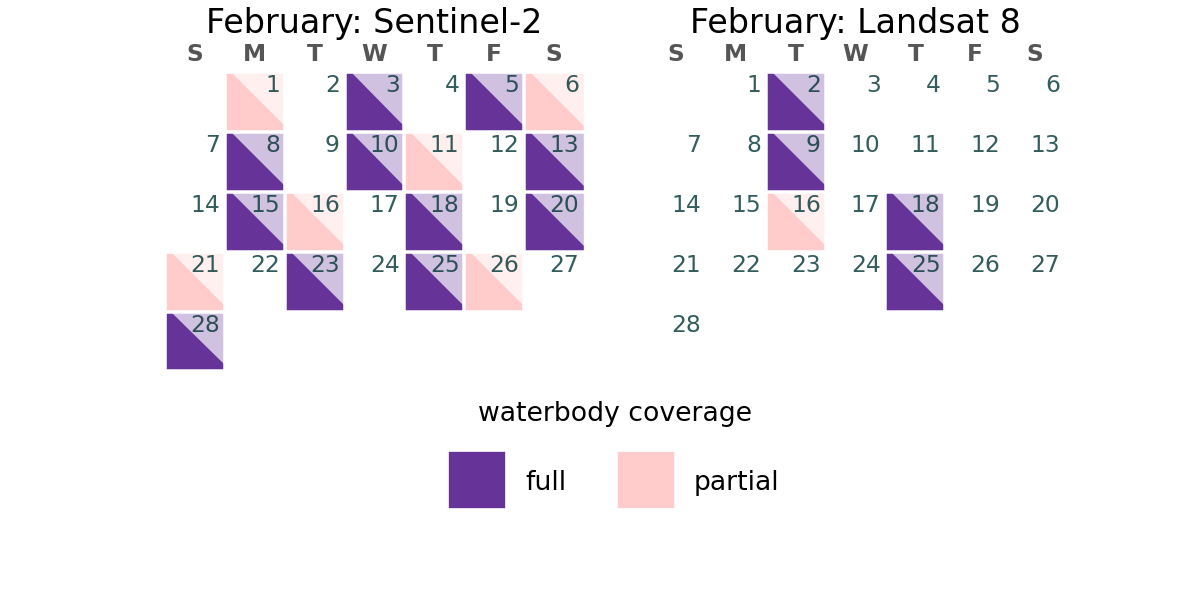 February: Sentinel-2
S M T W T F S
1 2 3 4 5 6
7 8 9 10 11 12 13
14 15 16 17 18 19 20
21 22 23 24 25 26 27
28
February: Landsat 8
S M T W T F S
1 2 3 4 5 6
7 8 9 10 11 12 13
14 15 16 17 18 19 20
21 22 23 24 25 26 27
28
waterbody coverage
full partial